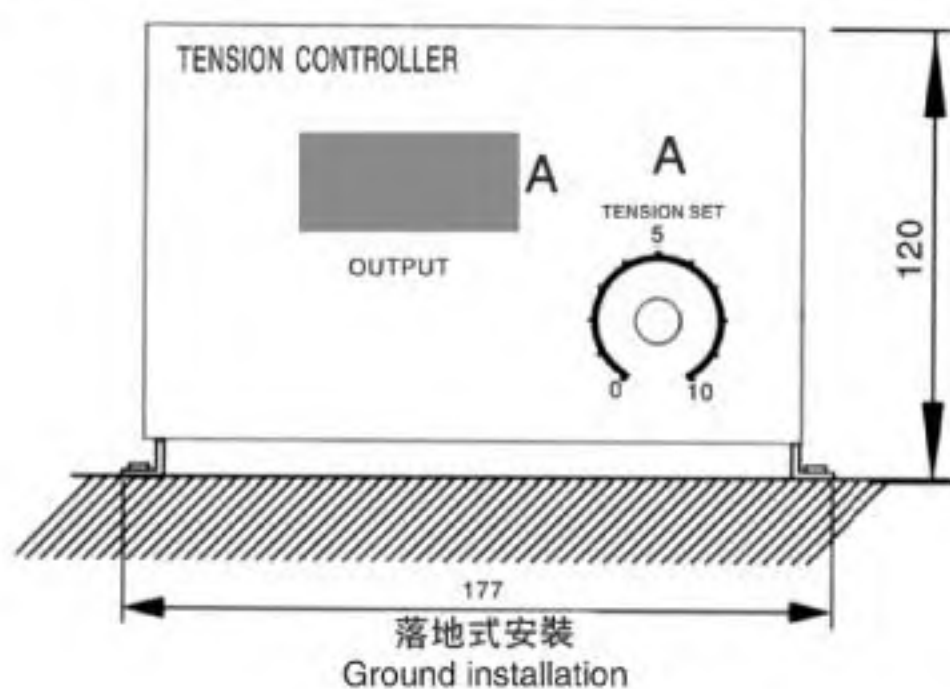 TENSION CONTROLLER
A
A
TENSION SET
5
OUTPUT
0
10
120
177
落地式安裝
Ground installation